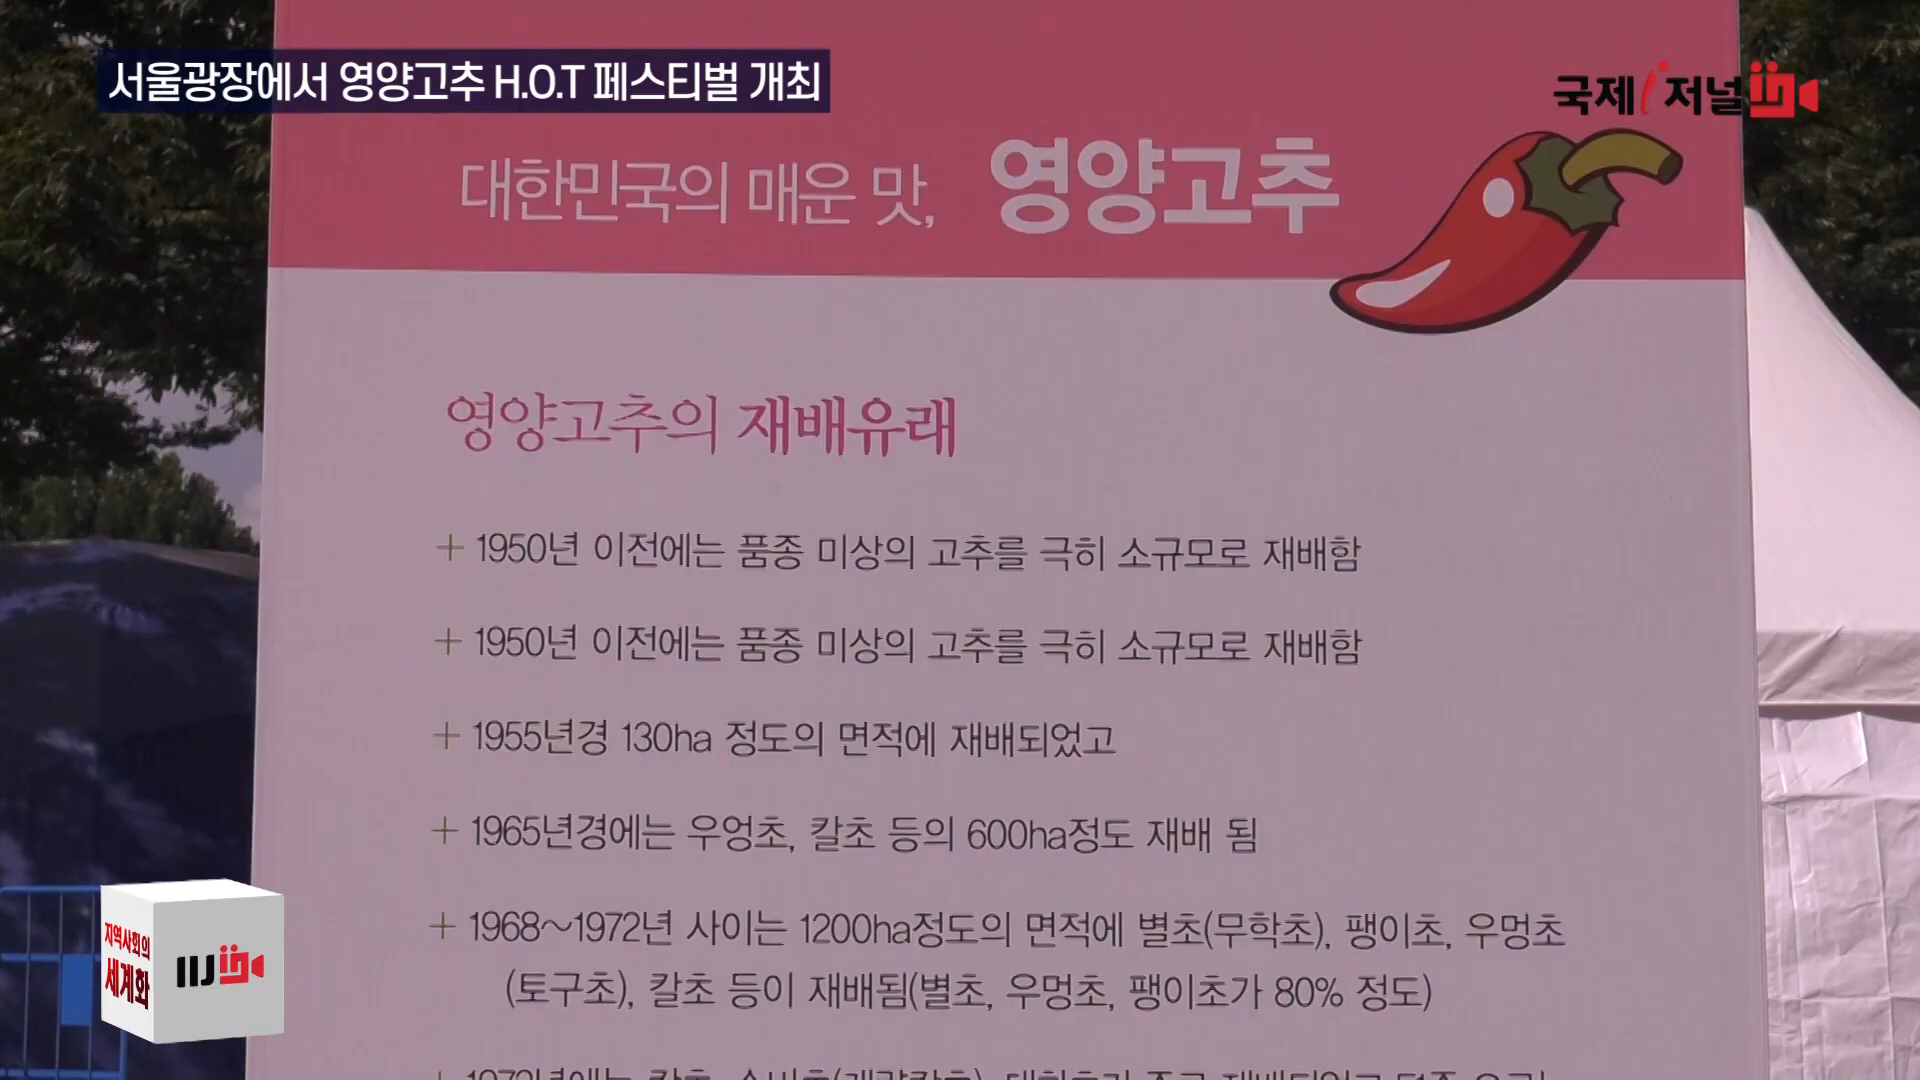 서울광장에서 영양고추 H.O.T 페스티벌 개최
국제i저널
대한민국의 매운 맛, 영양고추
영양고추의 재배유래
+ 1950년 이전에는 품종 미상의 고추를 극히 소규모로 재배함
+ 1950년 이전에는 품종 미상의 고추를 극히 소규모로 재배함
+ 1955년경 130ha 정도의 면적에 재배되었고
+ 1965년경에는 우엉초, 칼초 등의 600ha정도 재배 됨
+ 1968~1972년 사이는 1200ha정도의 면적에 별초(무학초), 팽이초, 우멍초
(토구초), 칼초 등이 재배됨(별초, 우멍초, 팽이초가 80% 정도)
지역사회의
세계화
IIJ